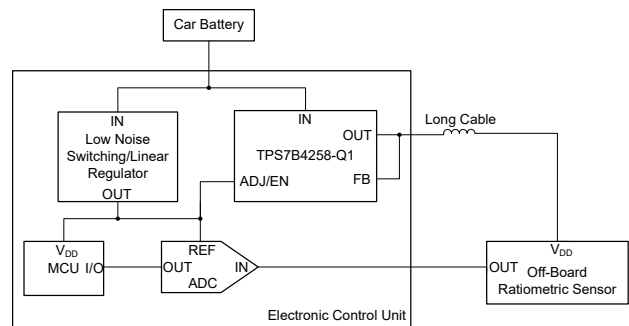 Car Battery
IN
Low Noise
Switching/Linear
Regulator
OUT
IN
OUT
TPS7B4258-Q1
ADJ/EN
FB
Long Cable
VDD
MCU I/O
REF
OUT
IN
ADC
VDD
OUT
Off-Board
Ratiometric Sensor
Electronic Control Unit